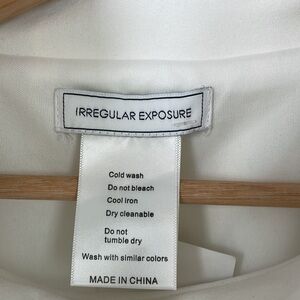 IRREGULAR EXPOSURE
Cold wash
Do not bleach
Cool iron
Dry cleanable
Do not
tumble dry
Wash with similar colors
MADE IN CHINA